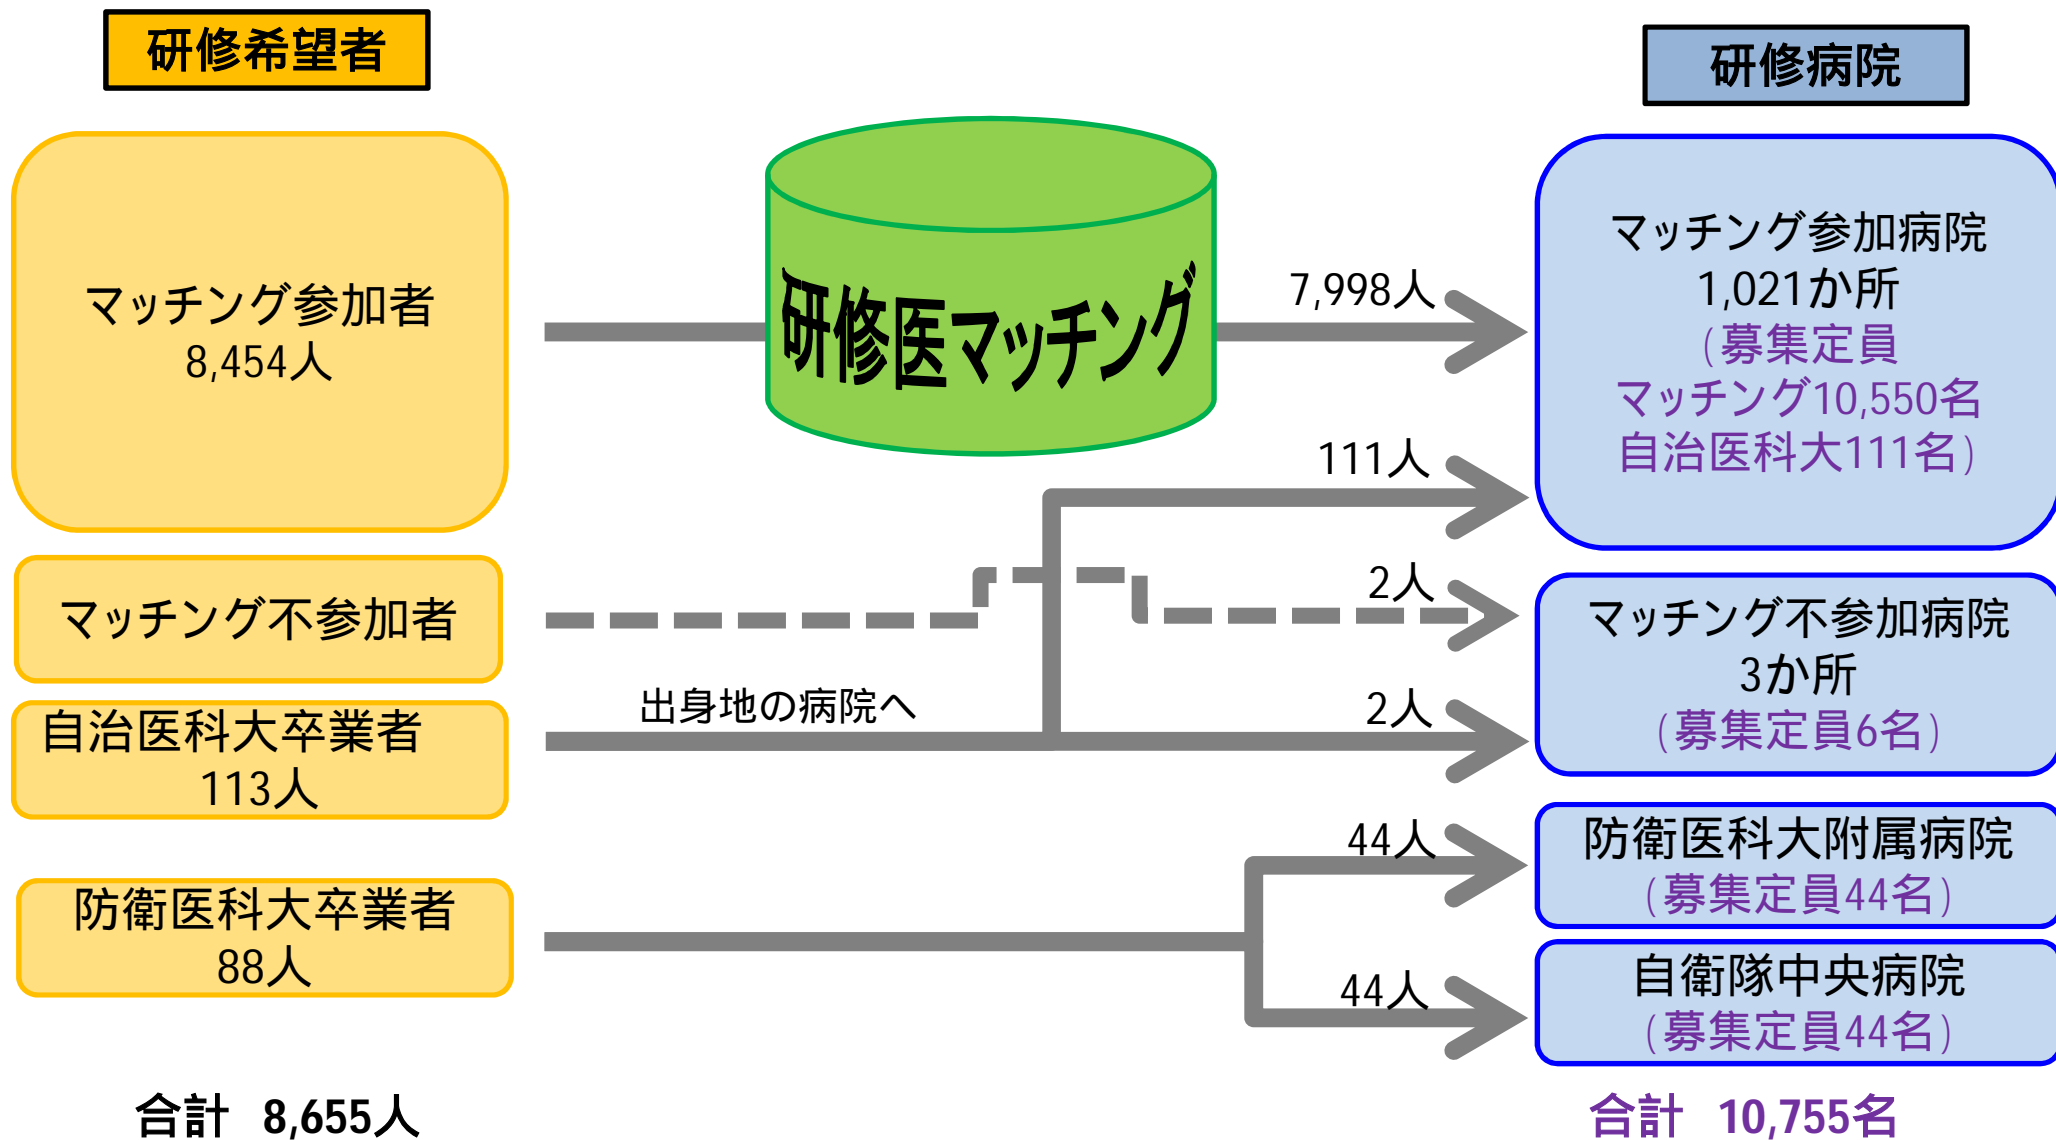 研修希望者
マッチング参加者
8,454人
マッチング不参加者
自治医科大卒業者
113人
防衛医科大卒業者
88人
合計 8,655人
研修医マッチング
7,998人
111人
2人
出身地の病院へ
2人
44人
44人
研修病院
マッチング参加病院
1,021か所
(募集定員
マッチング10,550名
自治医科大111名)
マッチング不参加病院
3か所
(募集定員6名)
防衛医科大附属病院
(募集定員44名)
自衛隊中央病院
(募集定員44名)
合計 10,755名